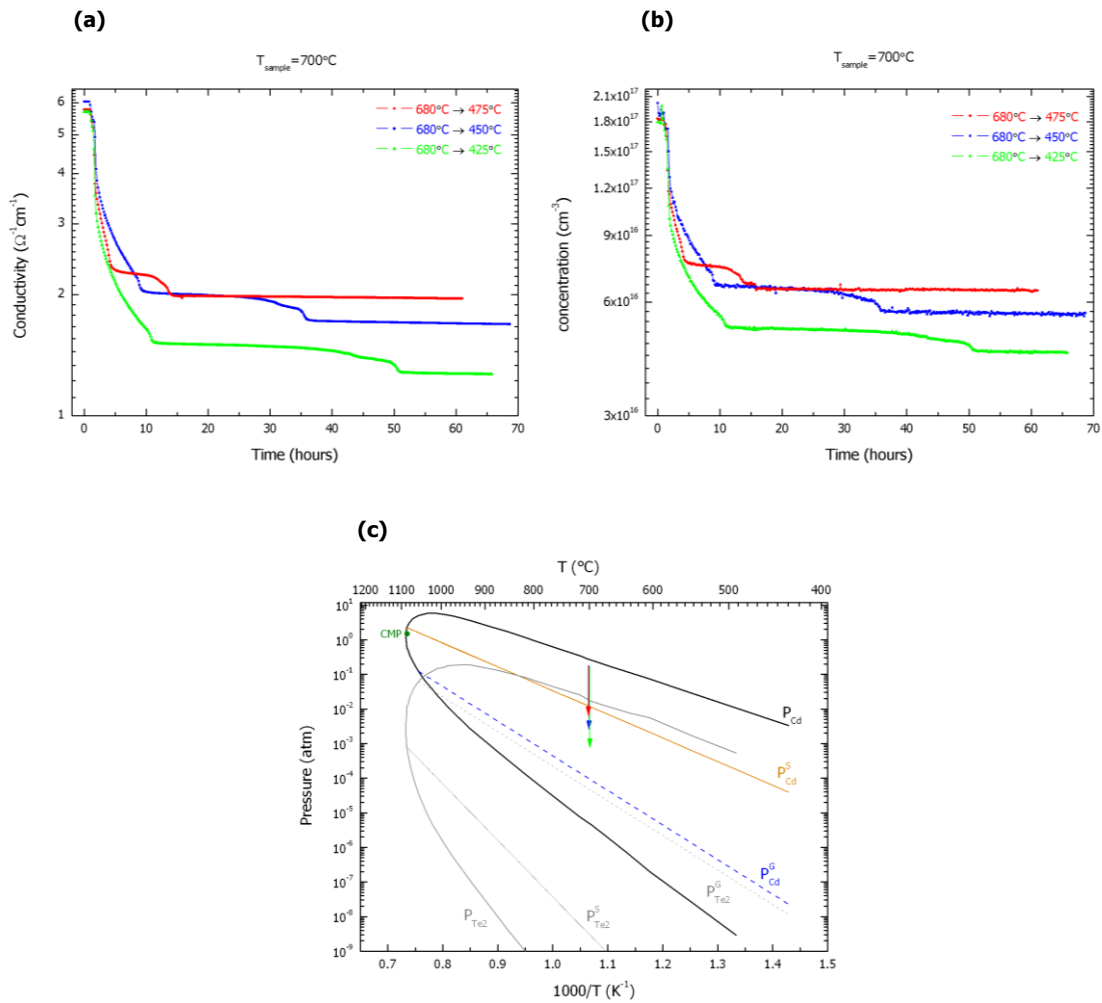 (a)
T_sample=700°C
680°C → 475°C
680°C → 450°C
680°C → 425°C
6
5
4
3
2
1
Conductivity (Ω⁻¹cm⁻¹)
0 10 20 30 40 50 60 70
Time (hours)
(b)
T_sample=700°C
680°C → 475°C
680°C → 450°C
680°C → 425°C
2.1x10¹⁷
1.8x10¹⁷
1.5x10¹⁷
1.2x10¹⁷
9x10¹⁶
6x10¹⁶
3x10¹⁶
concentration (cm⁻³)
0 10 20 30 40 50 60 70
Time (hours)
(c)
T (°C)
1200 1100 1000 900 800 700 600 500 400
10¹
10⁰
10⁻¹
10⁻²
10⁻³
10⁻⁴
10⁻⁵
10⁻⁶
10⁻⁷
10⁻⁸
10⁻⁹
Pressure (atm)
CMP
P_Cd
P_Cd^S
P_Cd^G
P_Te2^G
P_Te2^S
P_Te2
0.7 0.8 0.9 1.0 1.1 1.2 1.3 1.4 1.5
1000/T (K⁻¹)